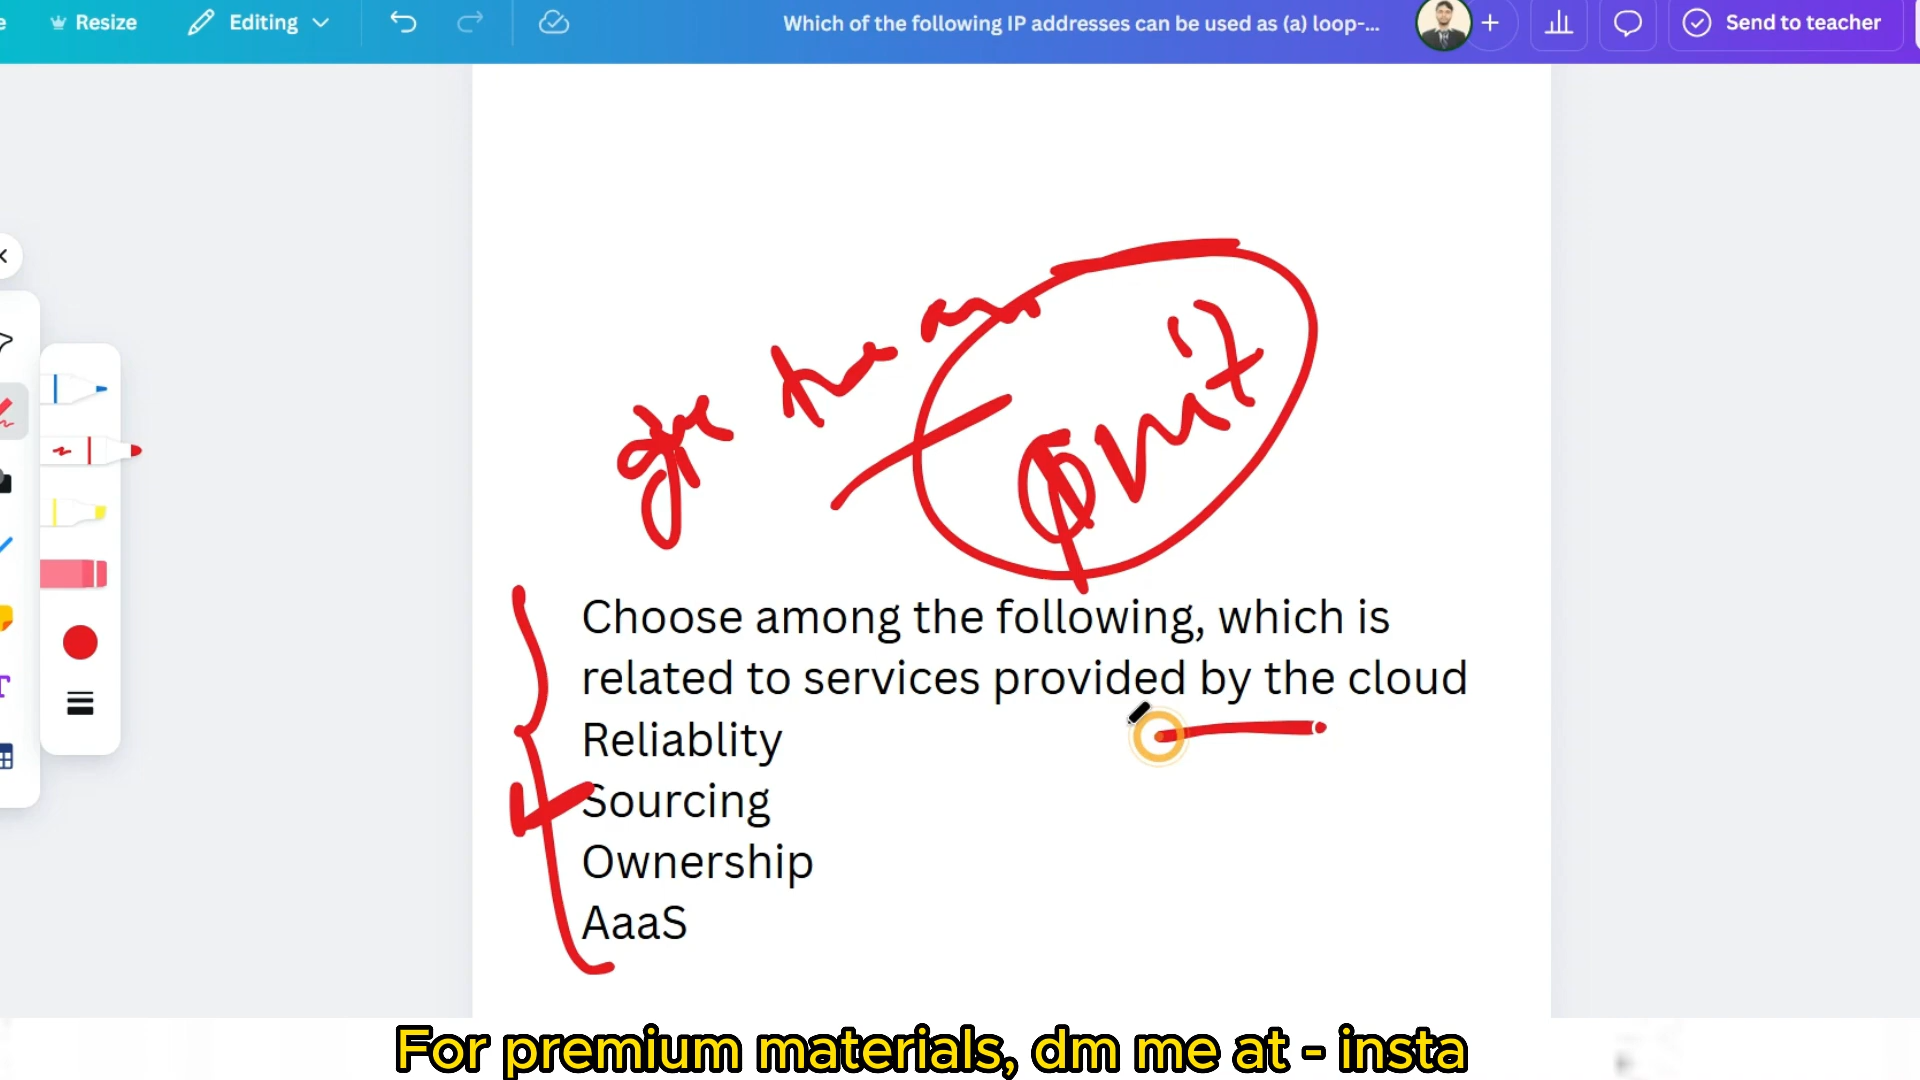 Resize Editing Which of the following IP addresses can be used as (a) loop-... Send to teacher
Choose among the following, which is
related to services provided by the cloud
Reliablity
Sourcing
Ownership
AaaS
For premium materials, dm me at - insta